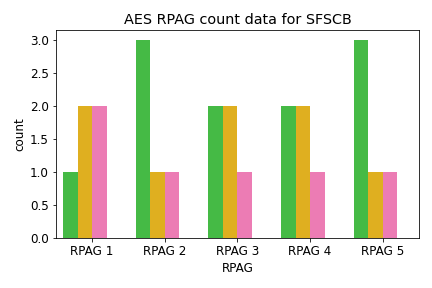 AES RPAG count data for SFSCB
3.0
2.5
2.0
1.5
1.0
0.5
0.0
count
RPAG 1 RPAG 2 RPAG 3 RPAG 4 RPAG 5
RPAG